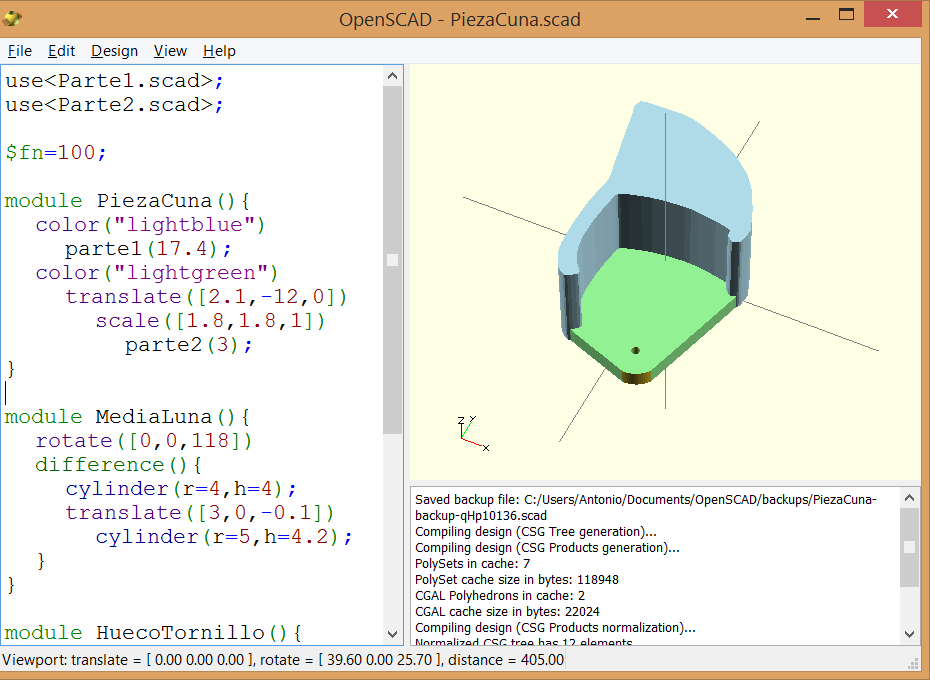 OpenSCAD - PiezaCuna.scad
File Edit Design View Help
use<Parte1.scad>;
use<Parte2.scad>;
$fn=100;
module PiezaCuna(){
color("lightblue")
parte1(17.4);
color("lightgreen")
translate([2.1,-12,0])
scale([1.8,1.8,1])
parte2(3);
}
module MediaLuna(){
rotate([0,0,118])
difference(){
cylinder(r=4,h=4);
translate([3,0,-0.1])
cylinder(r=5,h=4.2);
}
}
module HuecoTornillo(){
Z Y
X
Saved backup file: C:/Users/Antonio/Documents/OpenSCAD/backups/PiezaCuna-
backup-qHp10136.scad
Compiling design (CSG Tree generation)...
Compiling design (CSG Products generation)...
PolySets in cache: 7
PolySet cache size in bytes: 118948
CGAL Polyhedrons in cache: 2
CGAL cache size in bytes: 22024
Compiling design (CSG Products normalization)...
Normalized CSG tree has 12 elements
Viewport: translate = [ 0.00 0.00 0.00 ], rotate = [ 39.60 0.00 25.70 ], distance = 405.00